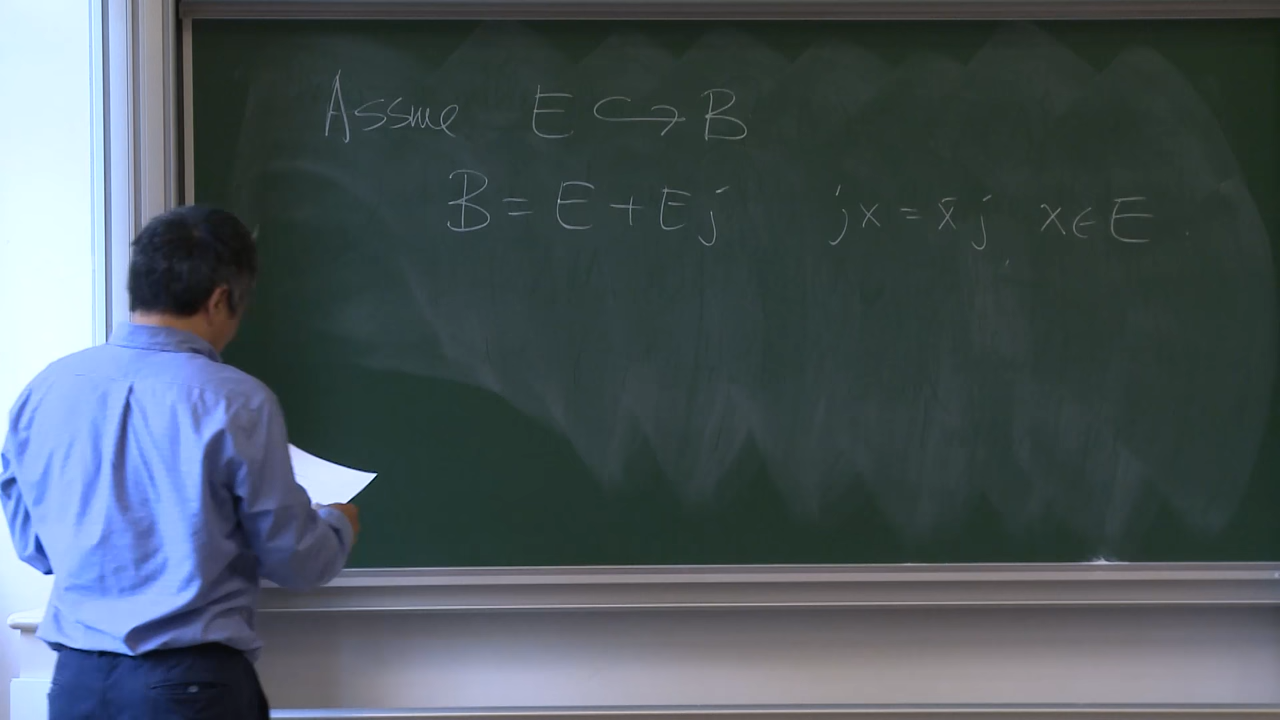 Assme E ↪ B
B = E + Ej jx = x̄j x ∈ E.